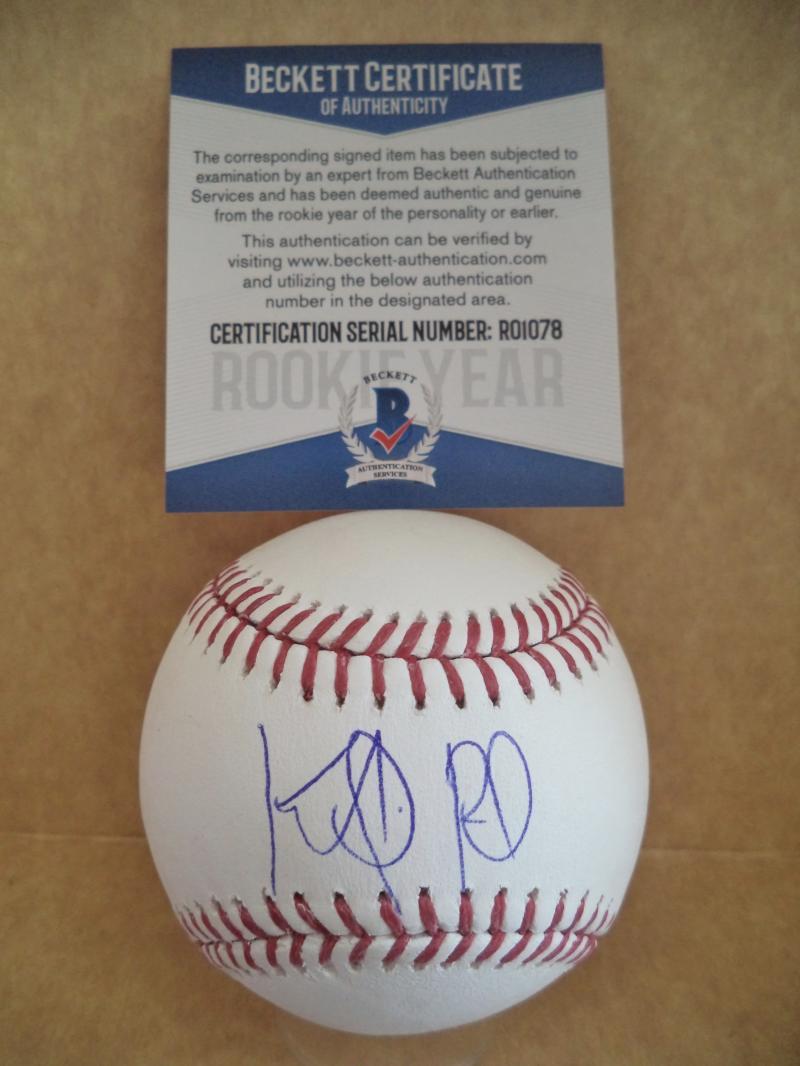 BECKETT CERTIFICATE
OF AUTHENTICITY
The corresponding signed item has been subjected to
examination by an expert from Beckett Authentication
Services and has been deemed authentic and genuine
from the rookie year of the personality or earlier.
This authentication can be verified by
visiting www.beckett-authentication.com
and utilizing the below authentication
number in the designated area.
CERTIFICATION SERIAL NUMBER: R01078
ROOKIE YEAR
BECKETT
B
AUTHENTICATION
SERVICES